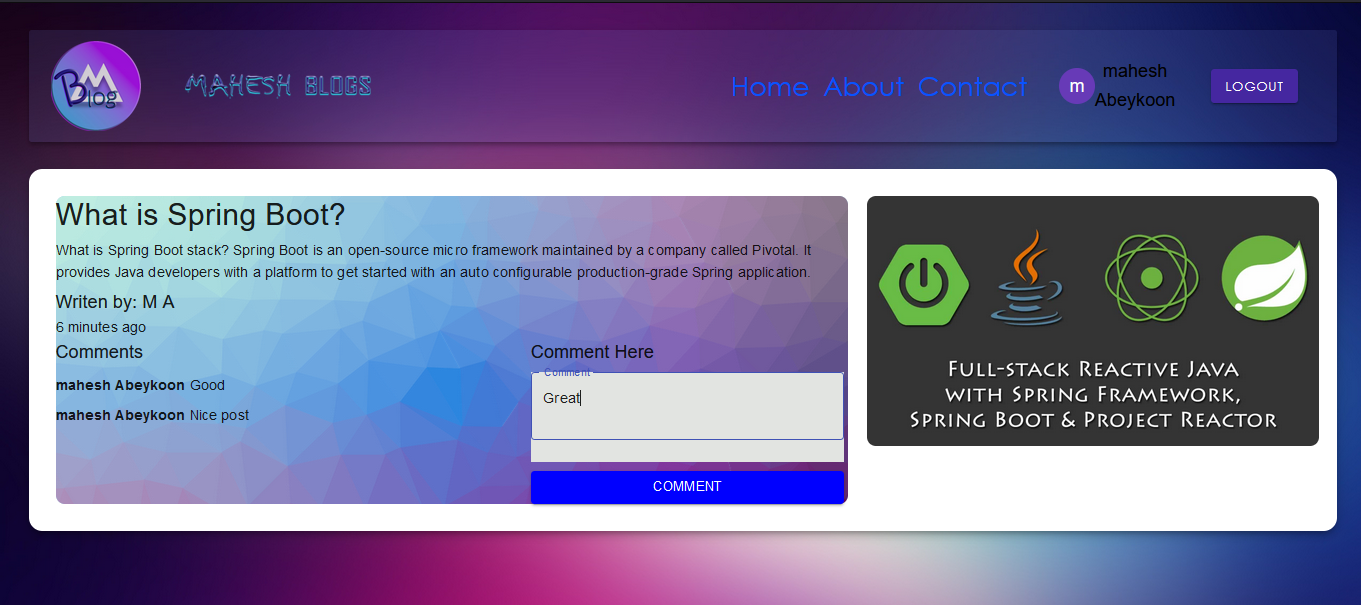 BM
log
MAHESH BLOGS
Home About Contact
m
mahesh
Abeykoon
LOGOUT
What is Spring Boot?
What is Spring Boot stack? Spring Boot is an open-source micro framework maintained by a company called Pivotal. It
provides Java developers with a platform to get started with an auto configurable production-grade Spring application.
Writen by: M A
6 minutes ago
Comments
mahesh Abeykoon Good
mahesh Abeykoon Nice post
Comment Here
Comment
Great
COMMENT
Full-stack Reactive Java
with Spring Framework,
Spring Boot & Project Reactor